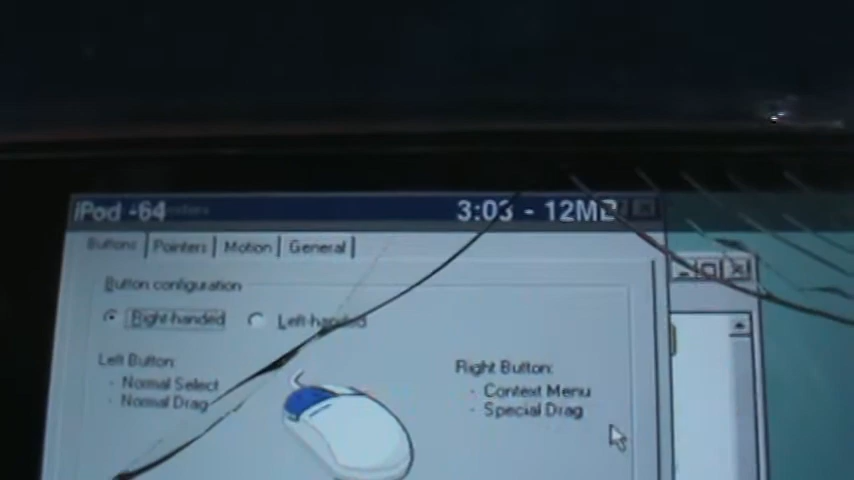 iPod -64 3:03 - 12MB
Buttons Pointers Motion General
Button configuration
Right-handed Left-handed
Left Button:
- Normal Select
- Normal Drag
Right Button:
- Context Menu
- Special Drag